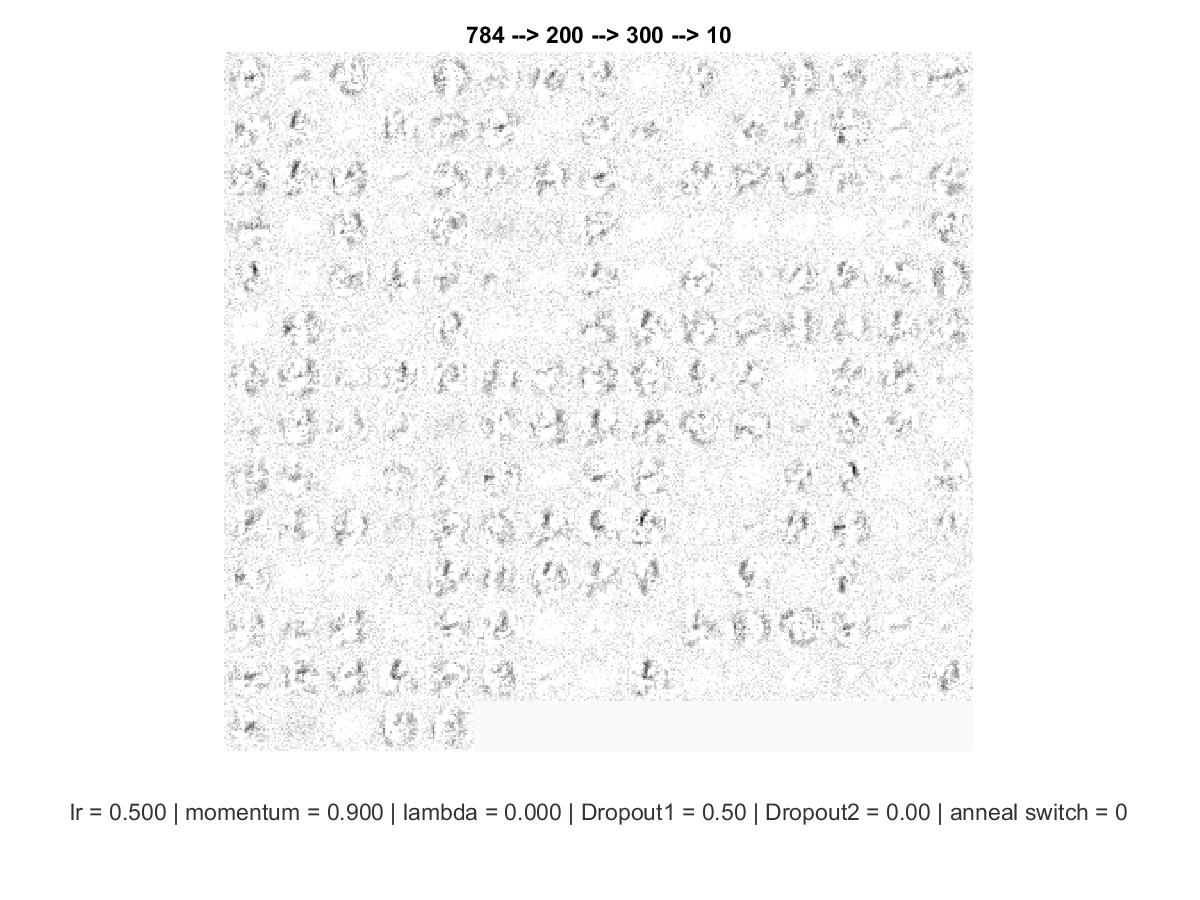 784 --> 200 --> 300 --> 10
lr = 0.500 | momentum = 0.900 | lambda = 0.000 | Dropout1 = 0.50 | Dropout2 = 0.00 | anneal switch = 0